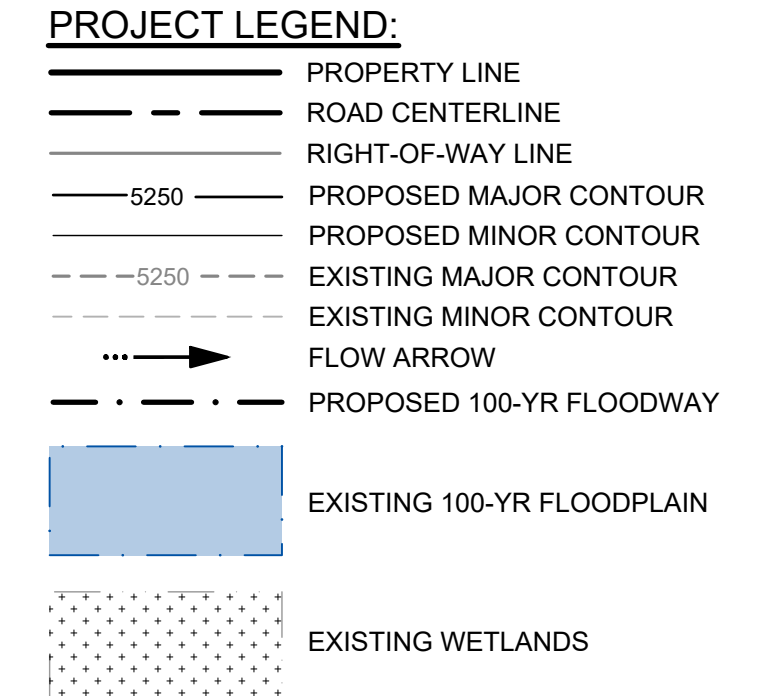 PROJECT LEGEND:
PROPERTY LINE
ROAD CENTERLINE
RIGHT-OF-WAY LINE
5250 PROPOSED MAJOR CONTOUR
PROPOSED MINOR CONTOUR
5250 EXISTING MAJOR CONTOUR
EXISTING MINOR CONTOUR
FLOW ARROW
PROPOSED 100-YR FLOODWAY
EXISTING 100-YR FLOODPLAIN
EXISTING WETLANDS